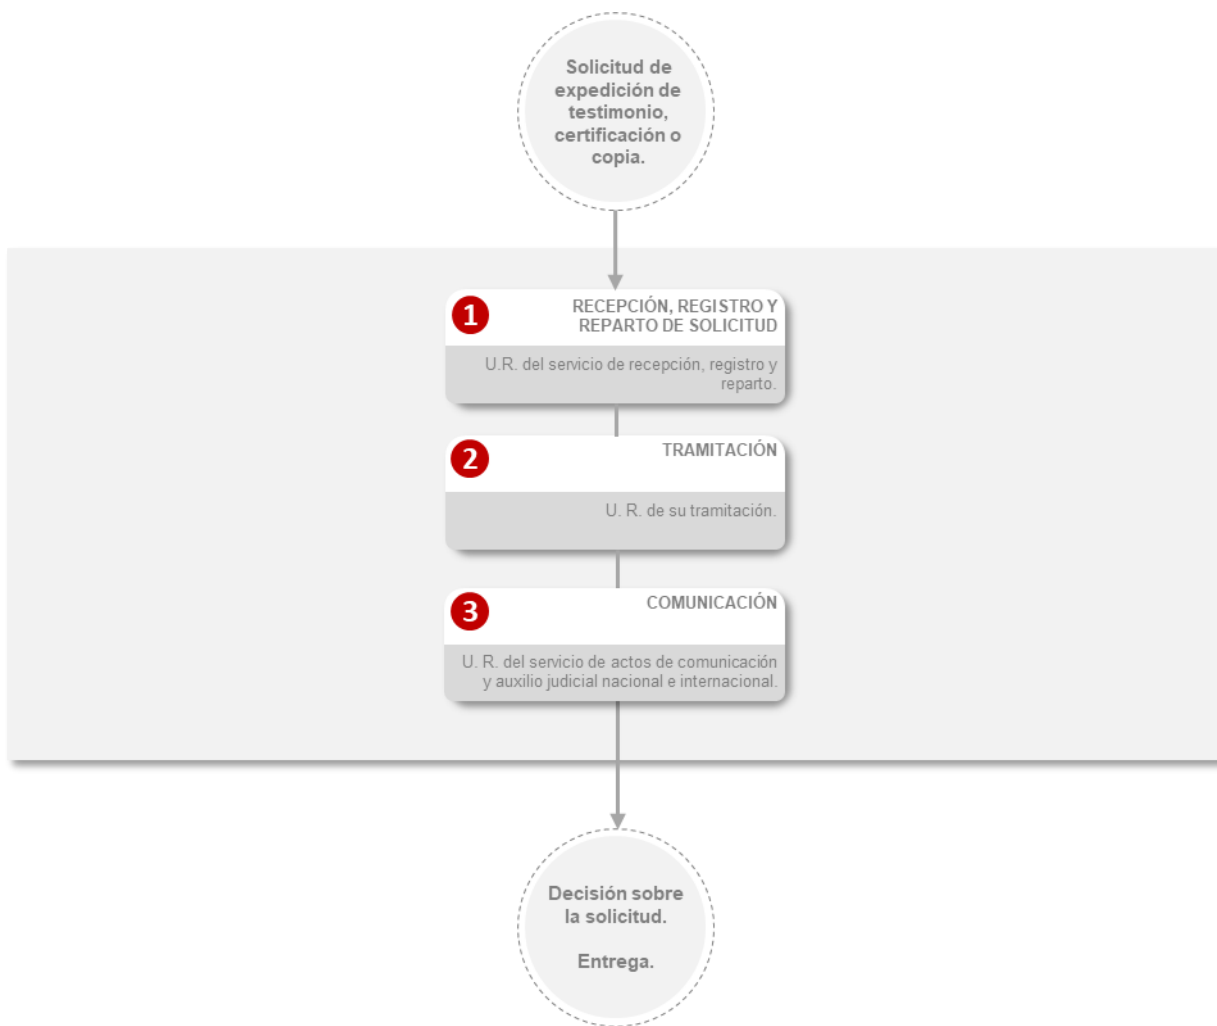 Solicitud de
expedición de
testimonio,
certificación o
copia.
1
RECEPCIÓN, REGISTRO Y
REPARTO DE SOLICITUD
U.R. del servicio de recepción, registro y
reparto.
2
TRAMITACIÓN
U. R. de su tramitación.
3
COMUNICACIÓN
U. R. del servicio de actos de comunicación
y auxilio judicial nacional e internacional.
Decisión sobre
la solicitud.
Entrega.